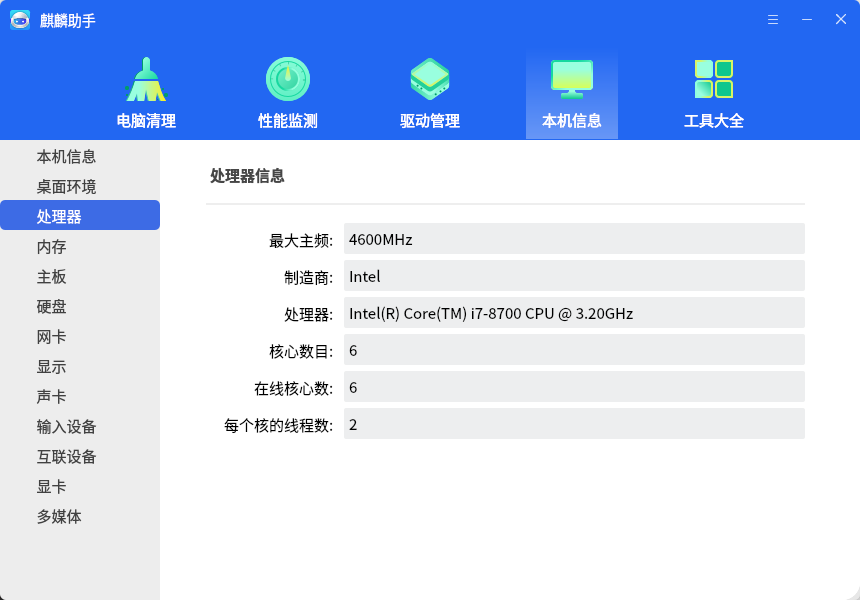 麒麟助手
电脑清理
性能监测
驱动管理
本机信息
工具大全
本机信息
桌面环境
处理器
内存
主板
硬盘
网卡
显示
声卡
输入设备
互联设备
显卡
多媒体
处理器信息
最大主频: 4600MHz
制造商: Intel
处理器: Intel(R) Core(TM) i7-8700 CPU @ 3.20GHz
核心数目: 6
在线核心数: 6
每个核的线程数: 2